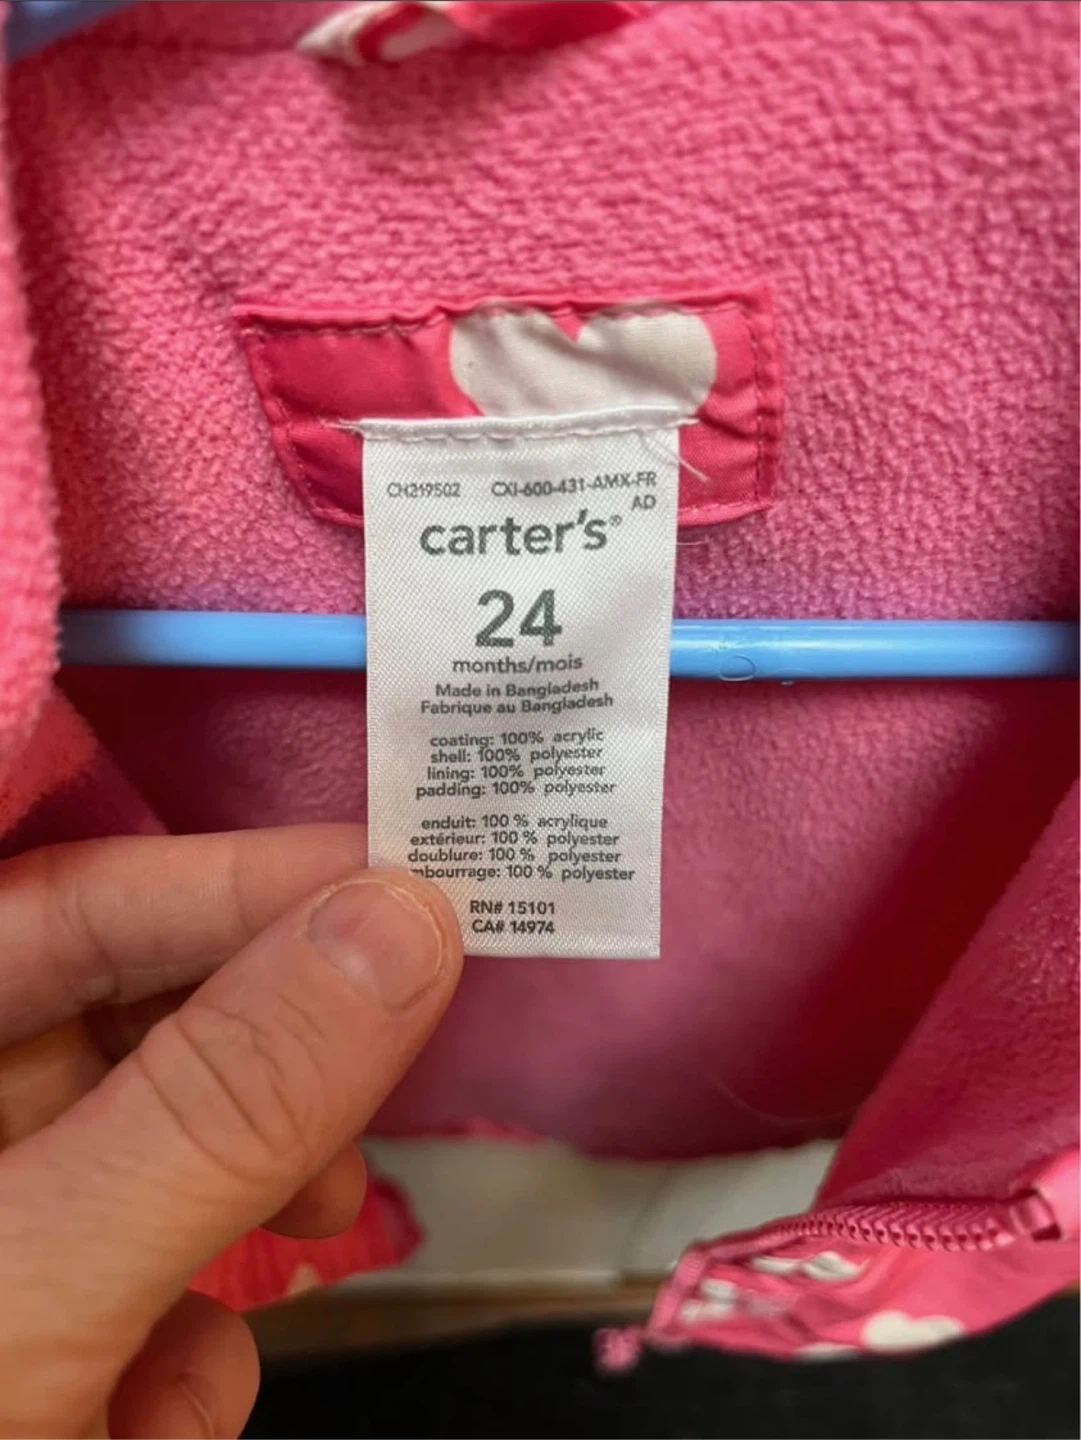 CH219502 CXI-600-431-AMX-FR
AD
carter's®
24
months/mois
Made in Bangladesh
Fabrique au Bangladesh
coating: 100% acrylic
shell: 100% polyester
lining: 100% polyester
padding: 100% polyester
enduit: 100 % acrylique
extérieur: 100 % polyester
doublure: 100 % polyester
mbourrage: 100 % polyester
RN# 15101
CA# 14974